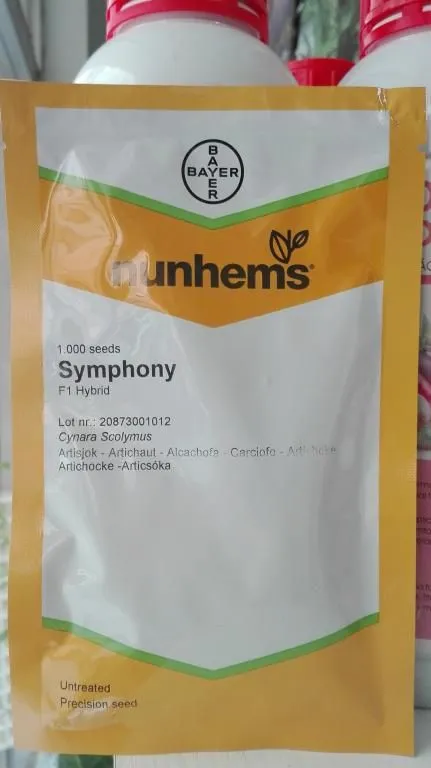 BAYER
BAYER
nunhems®
1.000 seeds
Symphony
F1 Hybrid
Lot nr.: 20873001012
Cynara Scolymus
Artisjok - Artichaut - Alcachofa - Carciofo - Artichoke
Artichocke -Articsóka
Untreated
Precision seed